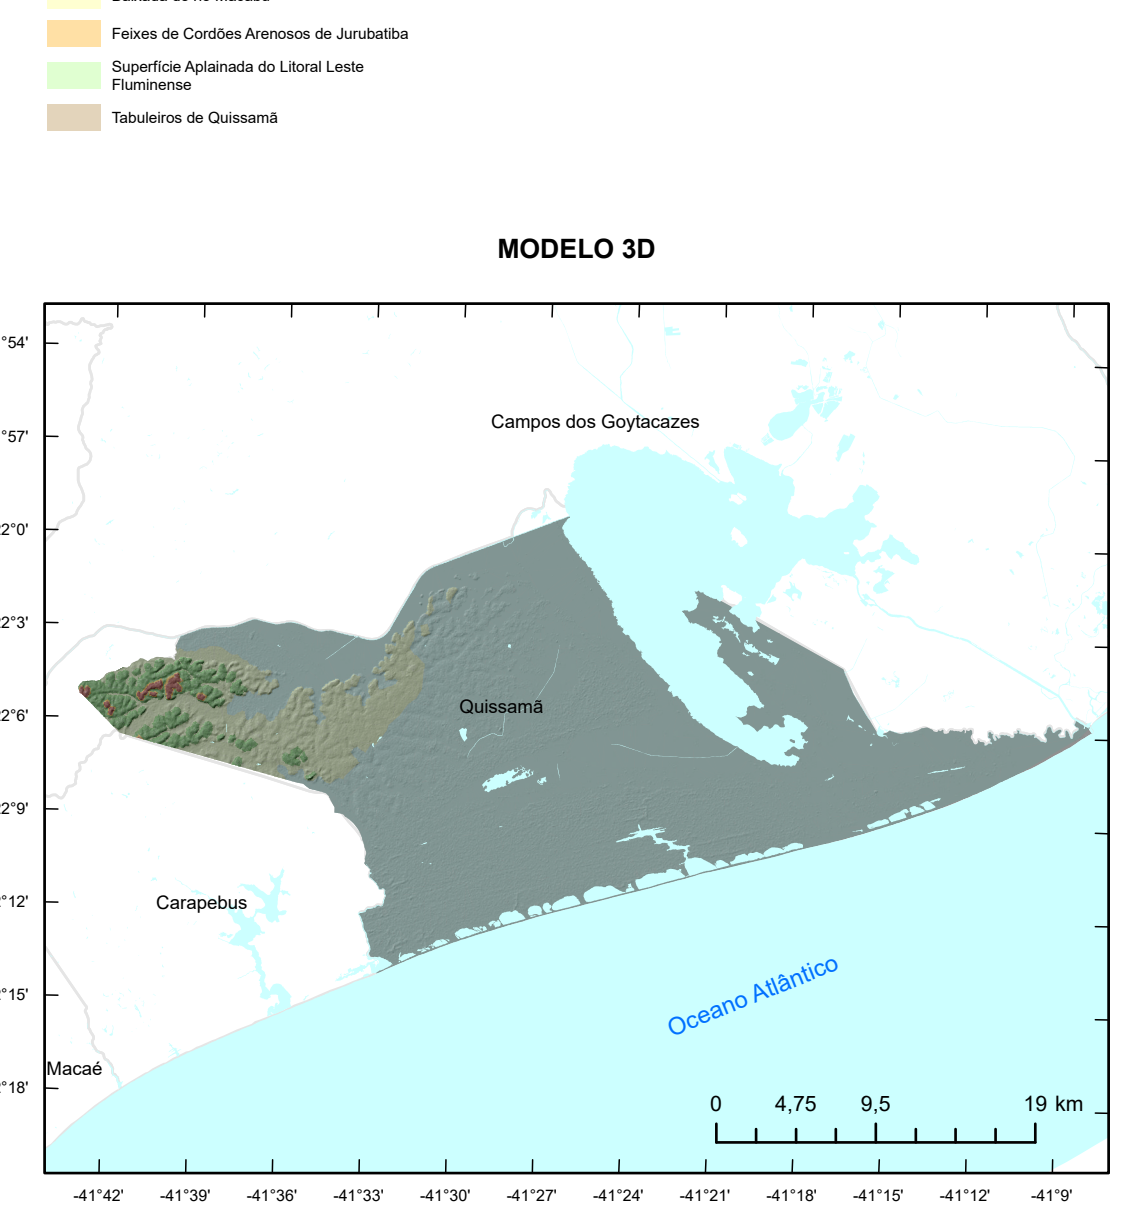 Feixes de Cordões Arenosos de Jurubatiba
Superfície Aplainada do Litoral Leste
Fluminense
Tabuleiros de Quissamã
MODELO 3D
°54'
Campos dos Goytacazes
°57'
2°0'
2°3'
2°6'
Quissamã
2°9'
Carapebus
2°12'
Oceano Atlântico
2°15'
Macaé
2°18'
0 4,75 9,5 19 km
-41°42' -41°39' -41°36' -41°33' -41°30' -41°27' -41°24' -41°21' -41°18' -41°15' -41°12' -41°9'